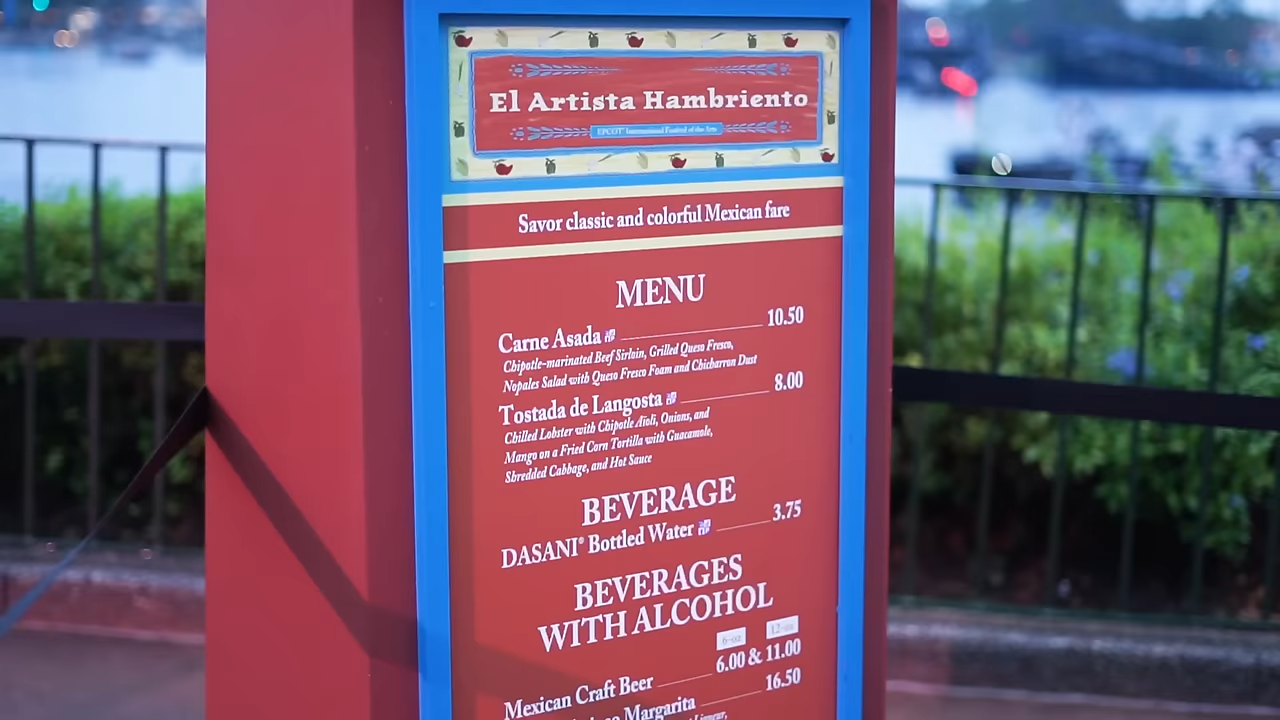 El Artista Hambriento
EPCOT International Festival of the Arts
Savor classic and colorful Mexican fare
MENU
Carne Asada 10.50
Chipotle-marinated Beef Sirloin, Grilled Queso Fresco,
Nopales Salad with Queso Fresco Foam and Chicharron Dust
Tostada de Langosta 8.00
Chilled Lobster with Chipotle Aïoli, Onions, and
Mango on a Fried Corn Tortilla with Guacamole,
Shredded Cabbage, and Hot Sauce
BEVERAGE
DASANI® Bottled Water 3.75
BEVERAGES
WITH ALCOHOL
6-oz 12-oz
Mexican Craft Beer 6.00 & 11.00
Margarita 16.50
Liqueur,